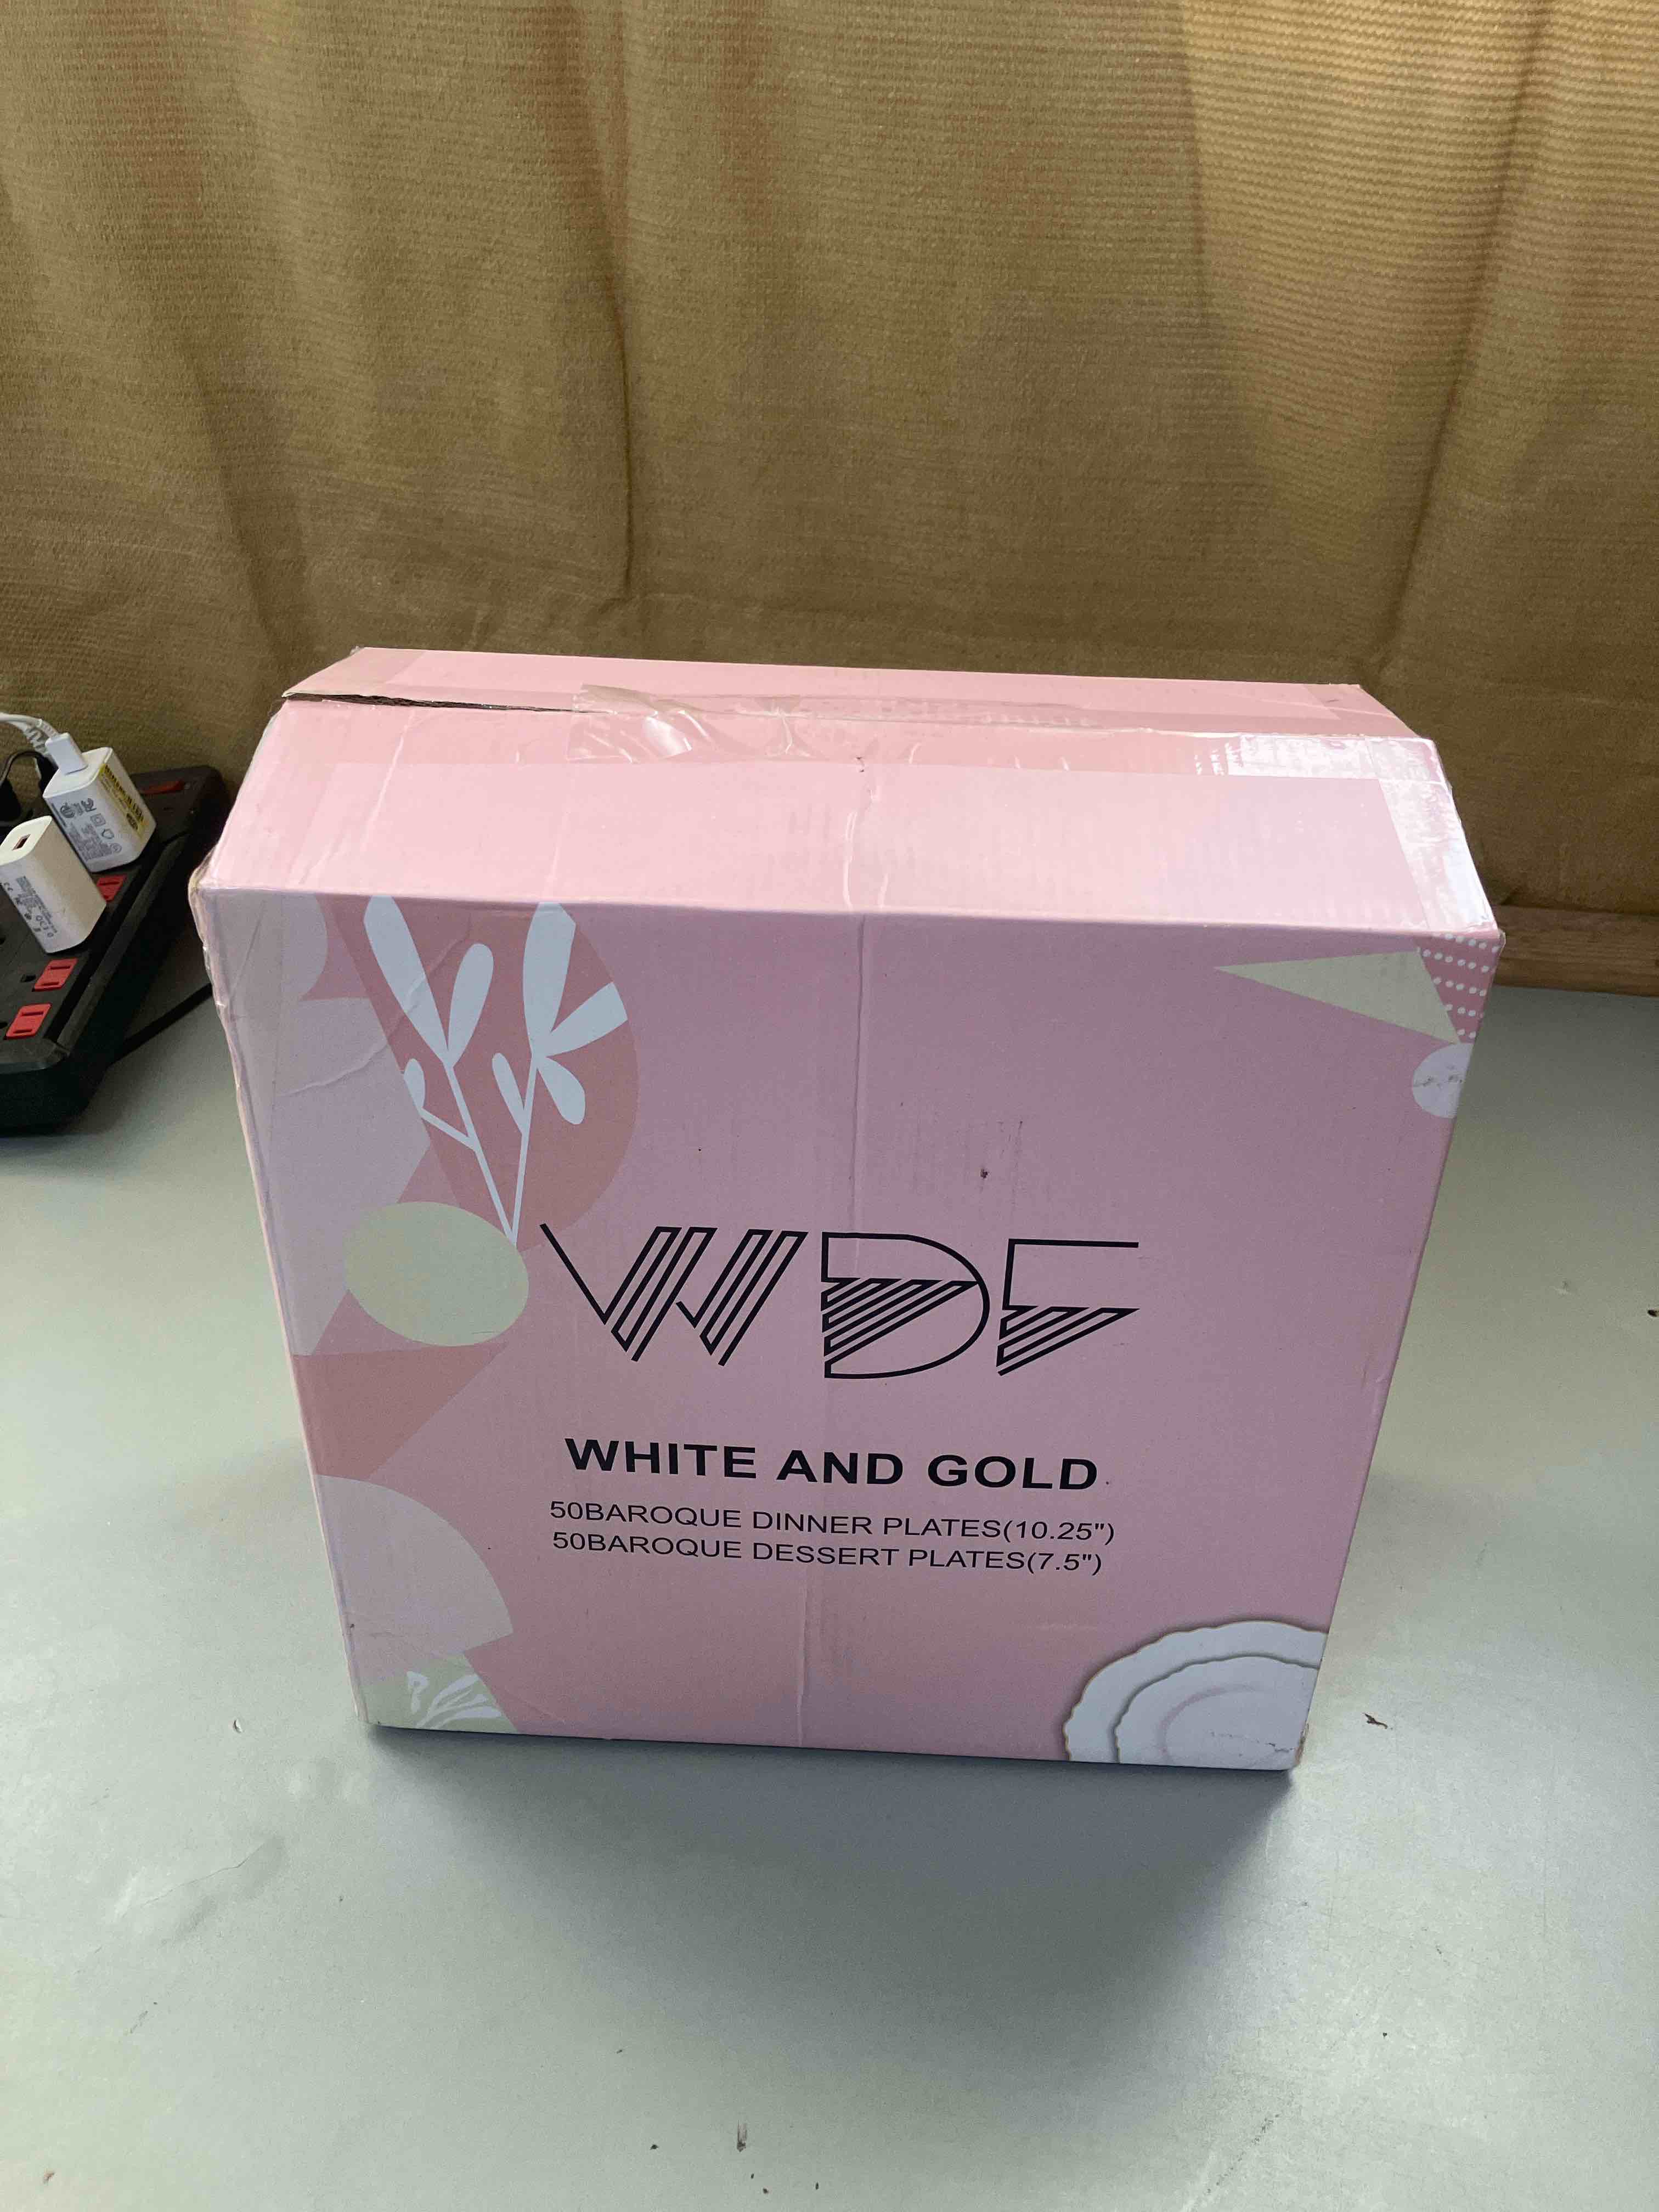 WDF
WHITE AND GOLD
50BAROQUE DINNER PLATES(10.25")
50BAROQUE DESSERT PLATES(7.5")